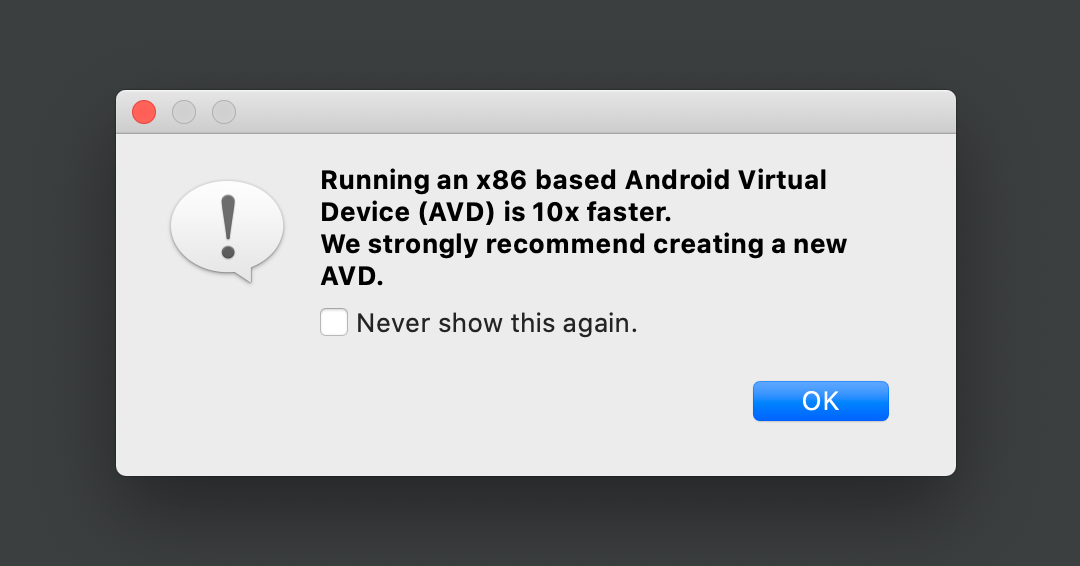 Running an x86 based Android Virtual
Device (AVD) is 10x faster.
We strongly recommend creating a new
AVD.
Never show this again.
OK